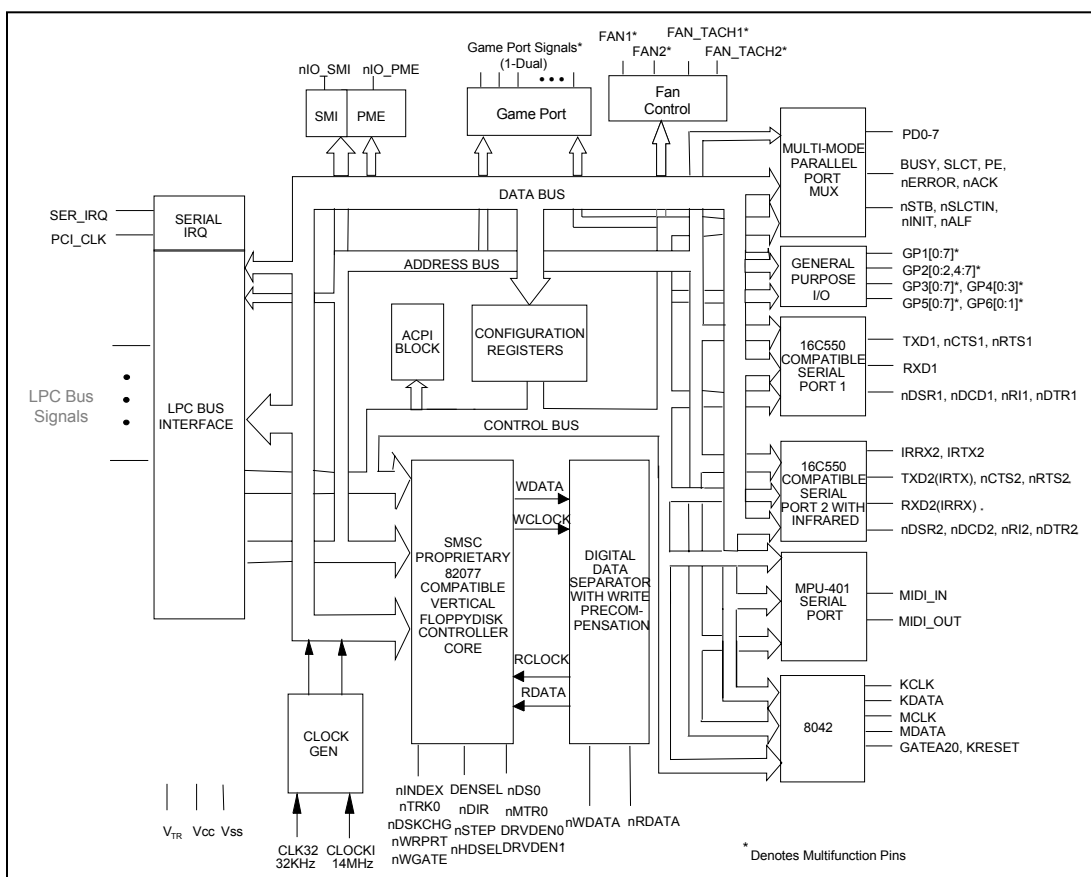 FAN1*
FAN_TACH1*
FAN2*
FAN_TACH2*
Game Port Signals*
(1-Dual)
nIO_SMI
nIO_PME
SMI
PME
Game Port
Fan
Control
MULTI-MODE
PARALLEL
PORT
MUX
PD0-7
BUSY, SLCT, PE,
nERROR, nACK
nSTB, nSLCTIN,
nINIT, nALF
DATA BUS
SER_IRQ
PCI_CLK
SERIAL
IRQ
ADDRESS BUS
GENERAL
PURPOSE
I/O
GP1[0:7]*
GP2[0:2,4:7]*
GP3[0:7]*, GP4[0:3]*
GP5[0:7]*, GP6[0:1]*
ACPI
BLOCK
CONFIGURATION
REGISTERS
16C550
COMPATIBLE
SERIAL
PORT 1
TXD1, nCTS1, nRTS1
RXD1
nDSR1, nDCD1, nRI1, nDTR1
LPC Bus
Signals
LPC BUS
INTERFACE
CONTROL BUS
16C550
COMPATIBLE
SERIAL
PORT 2 WITH
INFRARED
IRRX2, IRTX2
TXD2(IRTX), nCTS2, nRTS2.
RXD2(IRRX) .
nDSR2, nDCD2, nRI2, nDTR2.
SMSC
PROPRIETARY
82077
COMPATIBLE
VERTICAL
FLOPPYDISK
CONTROLLER
CORE
WDATA
WCLOCK
RCLOCK
RDATA
DIGITAL
DATA
SEPARATOR
WITH WRITE
PRECOM-
PENSATION
MPU-401
SERIAL
PORT
MIDI_IN
MIDI_OUT
8042
KCLK
KDATA
MCLK
MDATA
GATEA20, KRESET
CLOCK
GEN
nINDEX
nTRK0
nDSKCHG
nWRPRT
nWGATE
DENSEL
nDIR
nSTEP
nHDSEL
nDS0
nMTR0
DRVDEN0
DRVDEN1
nWDATA
nRDATA
VTR Vcc Vss
CLK32
32KHz
CLOCKI
14MHz
* Denotes Multifunction Pins